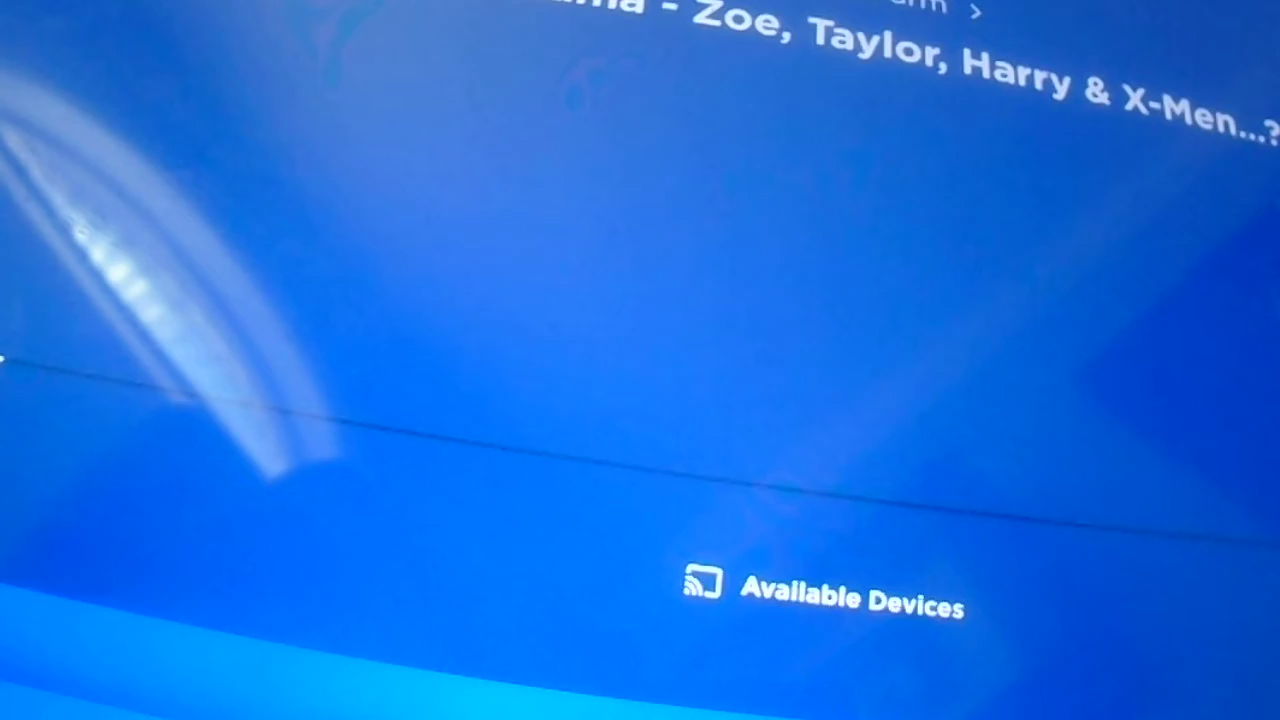 >
- Zoe, Taylor, Harry & X-Men...?
Available Devices